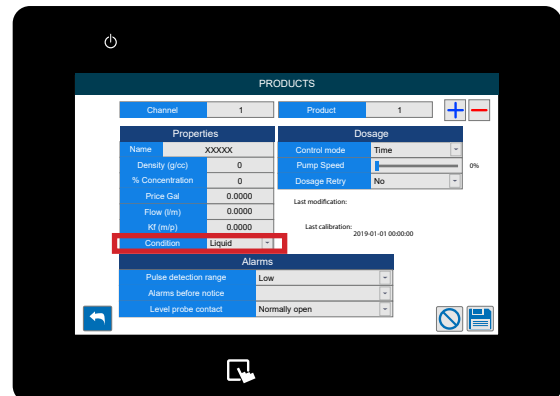 PRODUCTS
Channel 1 Product 1
Properties Dosage
Name XXXXX Control mode Time
Density (g/cc) 0 Pump Speed 0%
% Concentration 0 Dosage Retry No
Price Gal 0.0000 Last modification:
Flow (l/m) 0.0000
Kf (m/p) 0.0000 Last calibration:
2019-01-01 00:00:00
Condition Liquid
Alarms
Pulse detection range Low
Alarms before notice
Level probe contact Normally open